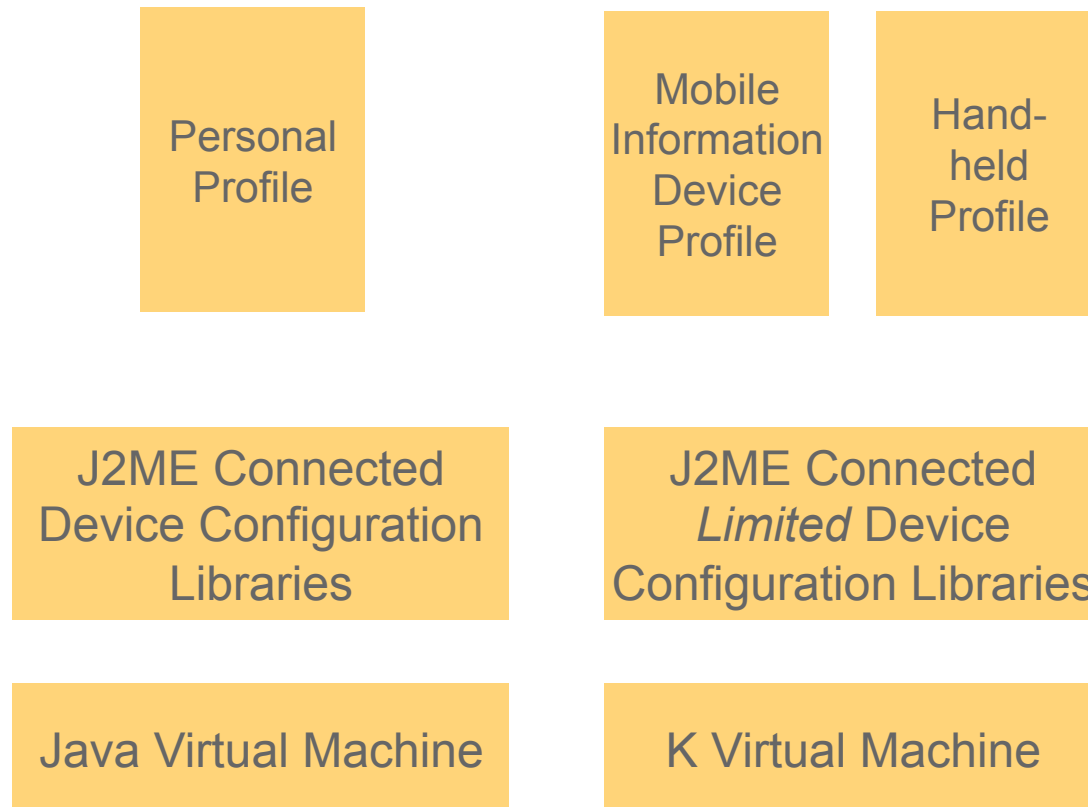 Personal
Profile
Mobile
Information
Device
Profile
Hand-
held
Profile
J2ME Connected
Device Configuration
Libraries
J2ME Connected
Limited Device
Configuration Libraries
Java Virtual Machine
K Virtual Machine